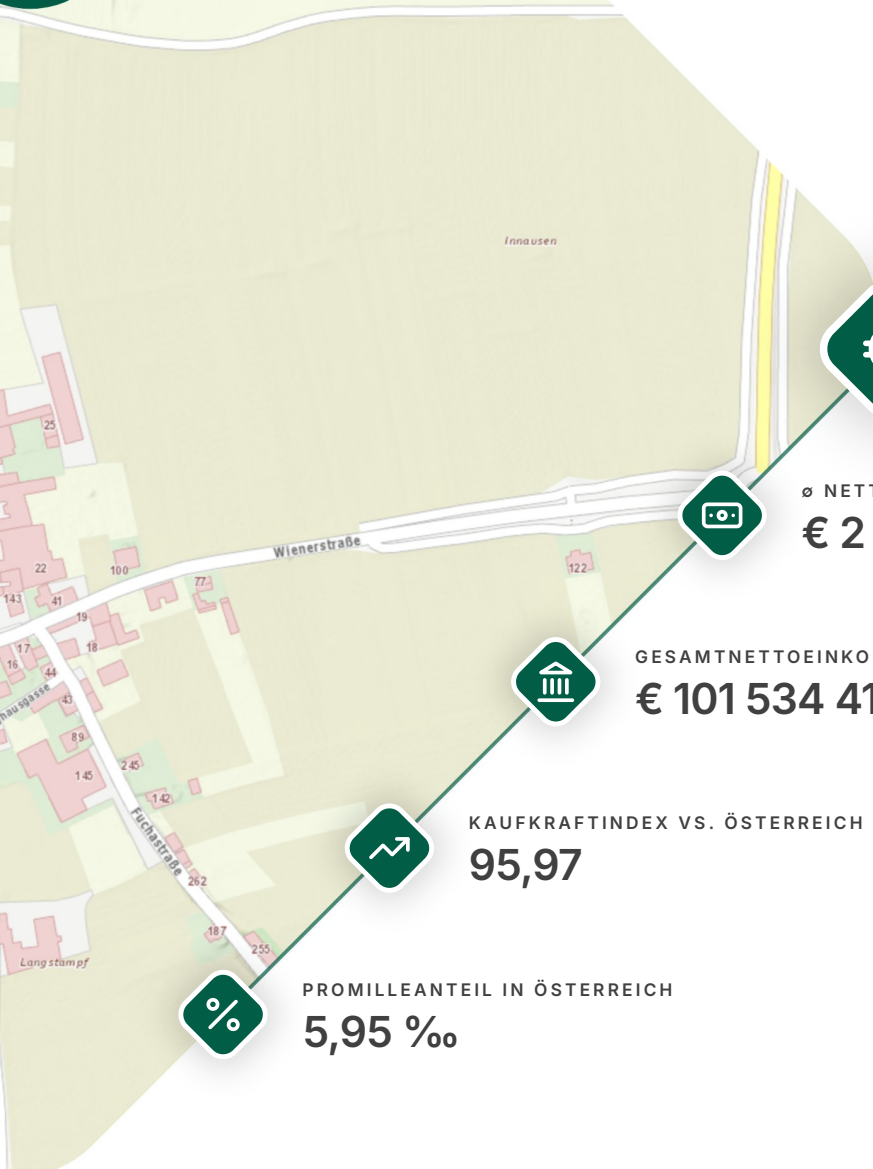 Innausen
25
ø NETT
€ 2
Wienerstraße
22
100
77
122
143
41
19
17
18
16
44
GESAMTNETTOEINKO
€ 101 534 41
hausgasse
43
89
145
245
142
KAUFKRAFTINDEX VS. ÖSTERREICH
95,97
Fuchastraße
262
187
255
Langstampf
PROMILLEANTEIL IN ÖSTERREICH
5,95 ‰